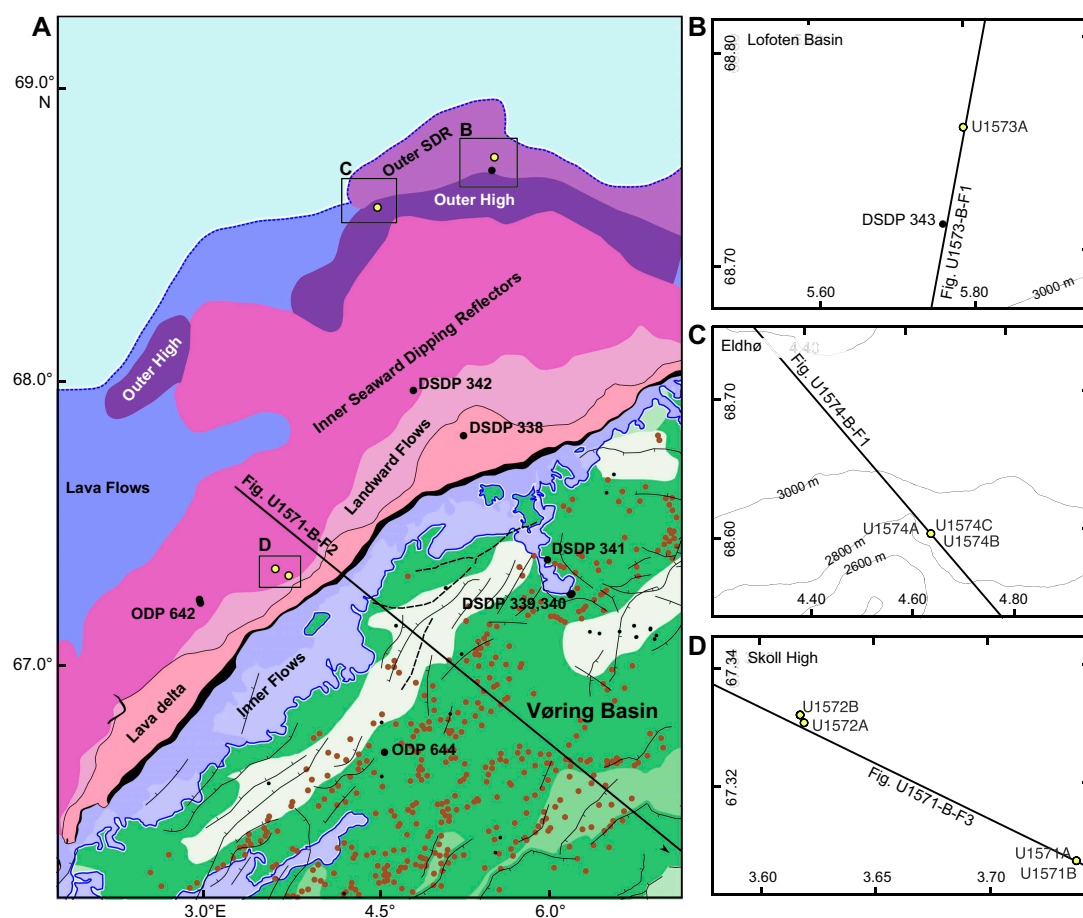 A
69.0°
N
68.0°
67.0°
3.0°E
4.5°
6.0°
B
C
D
Outer SDR
Outer High
Outer High
Inner Seaward Dipping Reflectors
Lava Flows
Landward Flows
Lava delta
Inner Flows
Vøring Basin
DSDP 342
DSDP 338
DSDP 341
DSDP 339,340
ODP 642
ODP 644
Fig. U1571-B-F2
B
Lofoten Basin
68.80
68.70
5.60
5.80
U1573A
DSDP 343
Fig. U1573-B-F1
3000 m
C
Eldhø
4.40
68.70
68.60
4.40
4.60
4.80
Fig. U1574-B-F1
3000 m
2800 m
2600 m
U1574A
U1574C
U1574B
D
Skoll High
67.34
67.32
3.60
3.65
3.70
U1572B
U1572A
Fig. U1571-B-F3
U1571A
U1571B